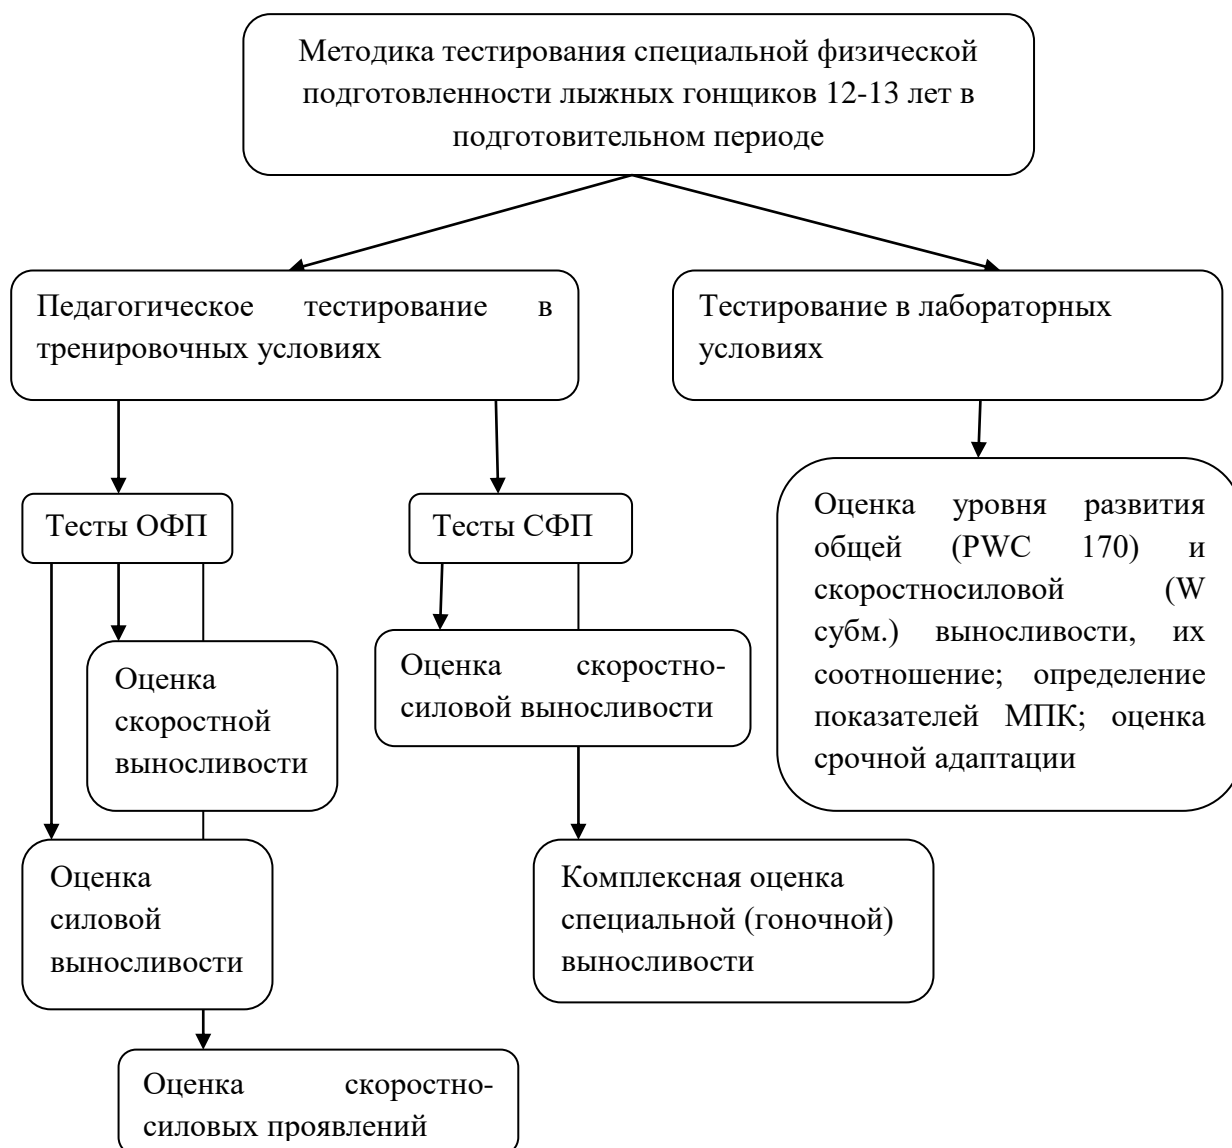 Методика тестирования специальной физической
подготовленности лыжных гонщиков 12-13 лет в
подготовительном периоде
Педагогическое тестирование в
тренировочных условиях
Тестирование в лабораторных
условиях
Тесты ОФП
Тесты СФП
Оценка уровня развития
общей (PWC 170) и
скоростносиловой (W
субм.) выносливости, их
соотношение; определение
показателей МПК; оценка
срочной адаптации
Оценка
скоростной
выносливости
Оценка скоростно-
силовой выносливости
Оценка
силовой
выносливости
Комплексная оценка
специальной (гоночной)
выносливости
Оценка скоростно-
силовых проявлений